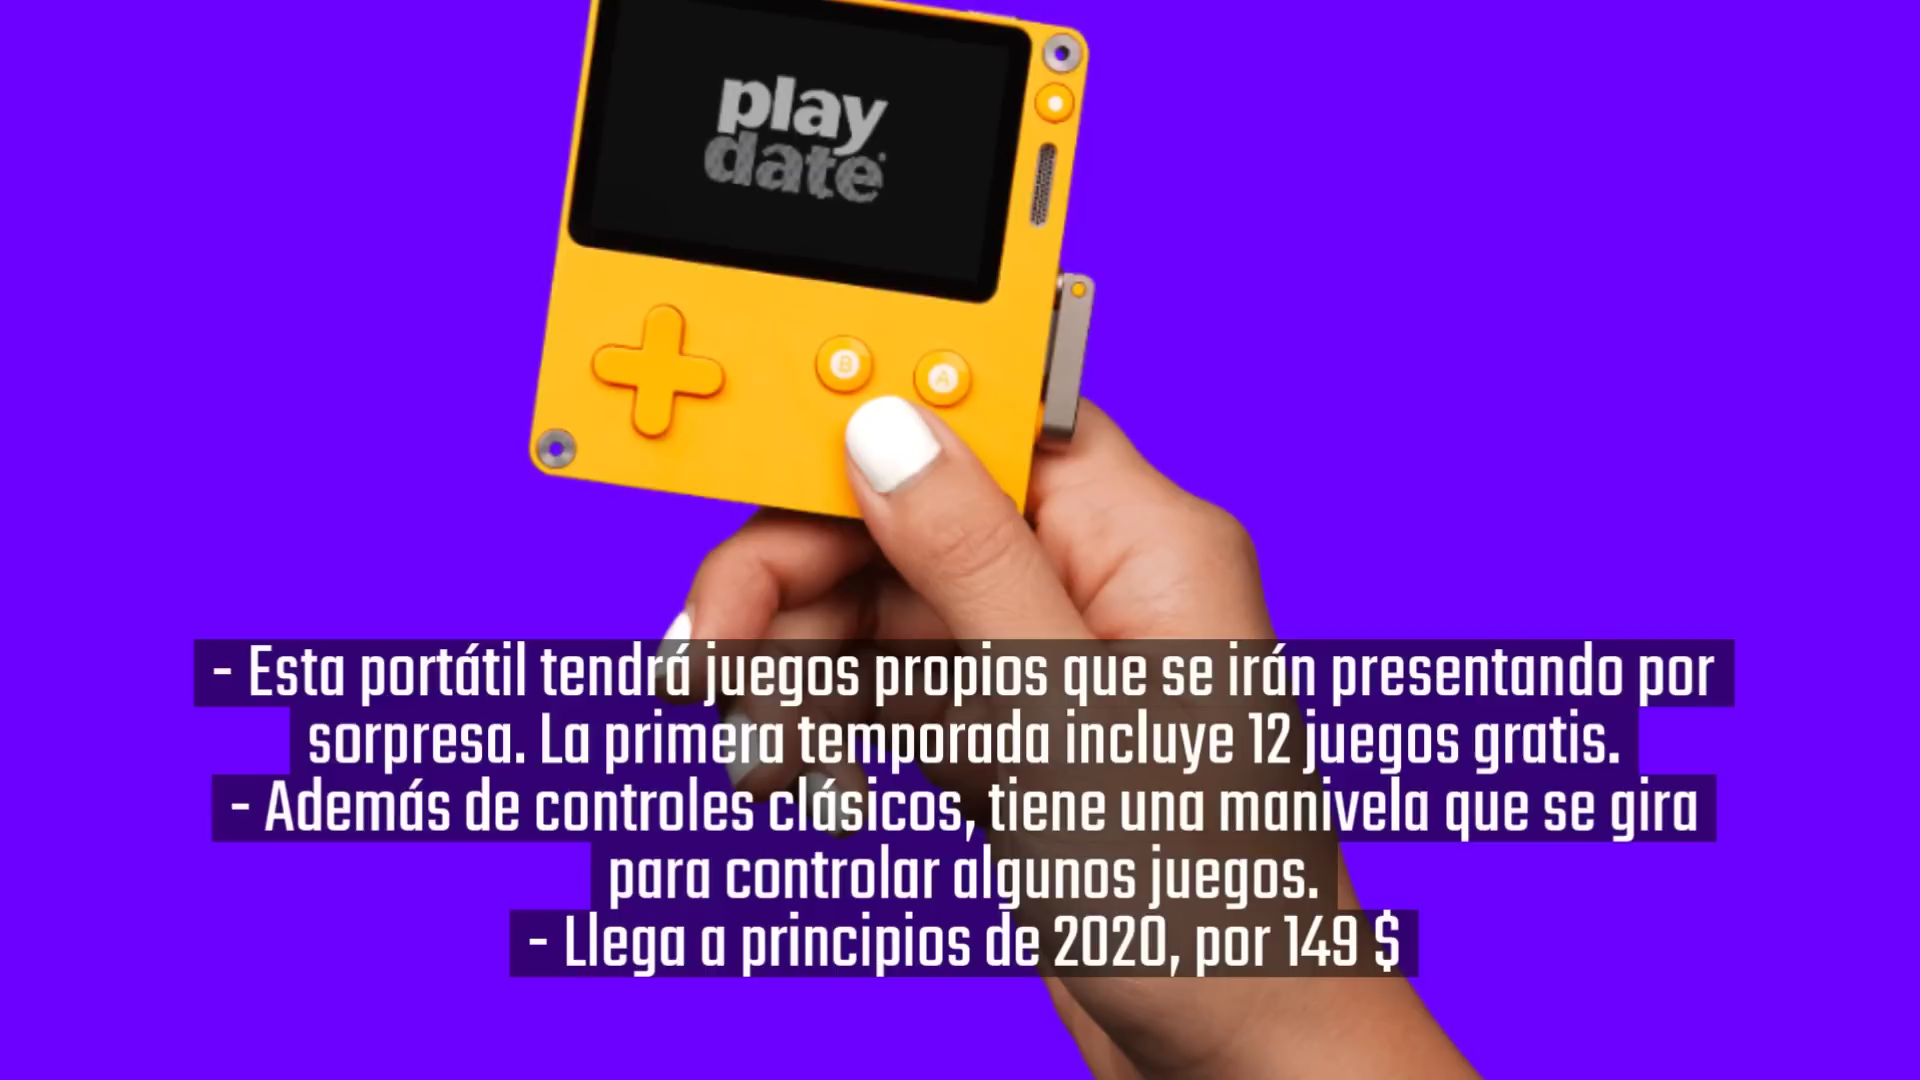 play
date
B
A
- Esta portátil tendrá juegos propios que se irán presentando por
sorpresa. La primera temporada incluye 12 juegos gratis.
- Además de controles clásicos, tiene una manivela que se gira
para controlar algunos juegos.
- Llega a principios de 2020, por 149 $